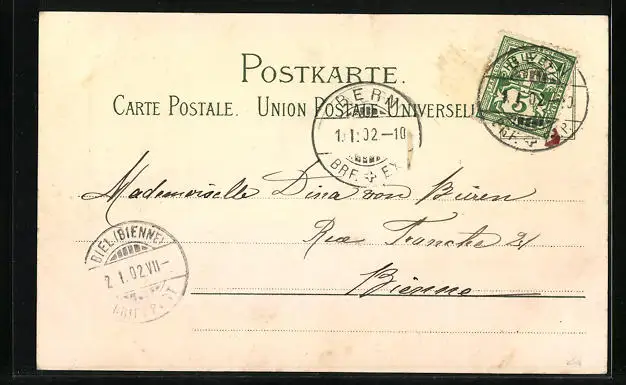 POSTKARTE.
CARTE POSTALE. UNION POSTALE UNIVERSELLE
HELVETIA
5
BERN
1.I.02-10
BRF. EXP.
Mademoiselle Dina von Büren
Rue Franche 21
Bienne
BIEL(BIENNE)
2.I.02.VII-